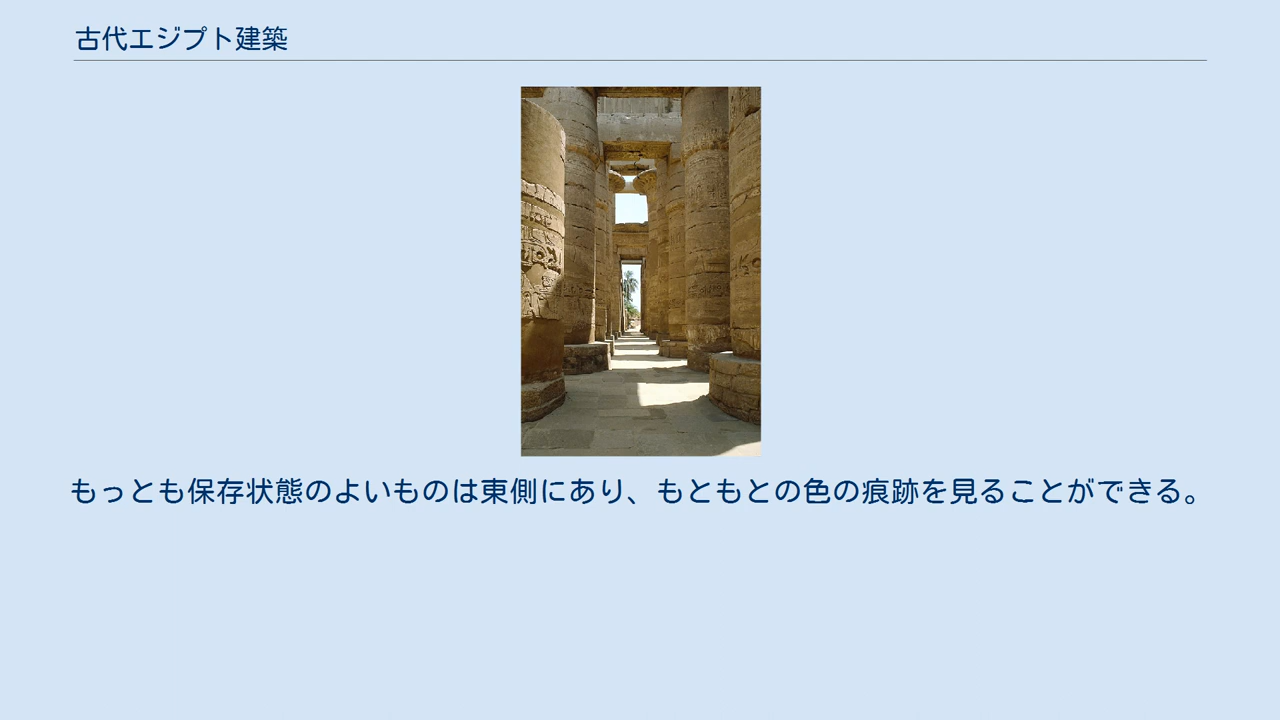 古代エジプト建築
もっとも保存状態のよいものは東側にあり、もともとの色の痕跡を見ることができる。